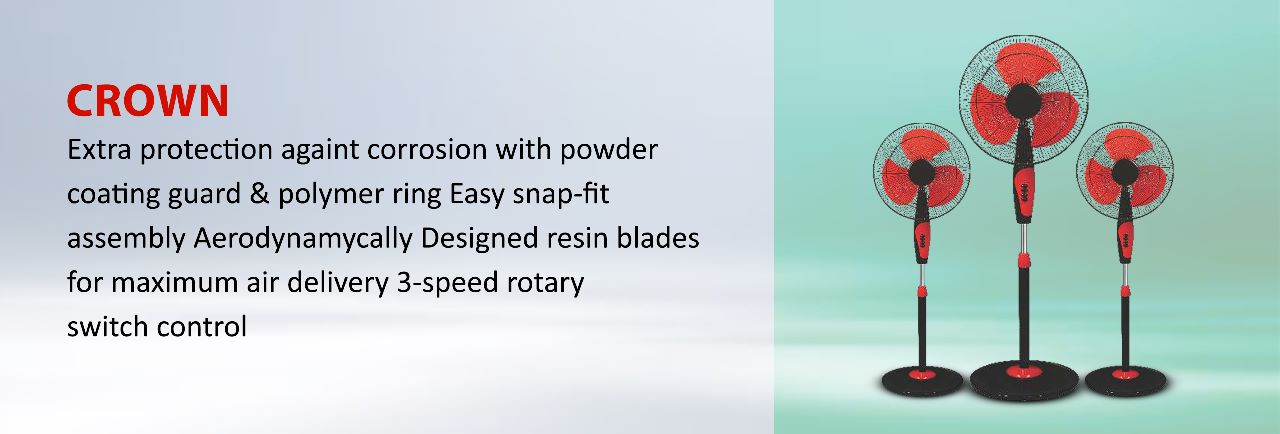 CROWN
Extra protection againt corrosion with powder
coating guard & polymer ring Easy snap-fit
assembly Aerodynamycally Designed resin blades
for maximum air delivery 3-speed rotary
switch control